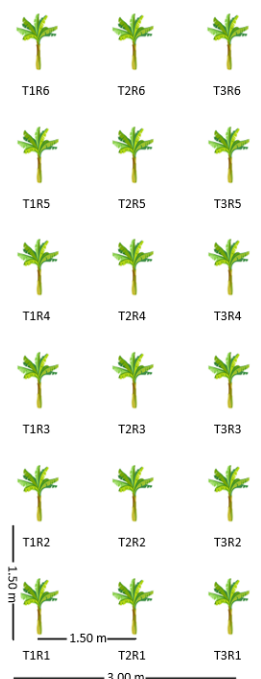 T1R6 T2R6 T3R6
T1R5 T2R5 T3R5
T1R4 T2R4 T3R4
T1R3 T2R3 T3R3
T1R2 T2R2 T3R2
1.50 m
1.50 m
T1R1 T2R1 T3R1
3.00 m